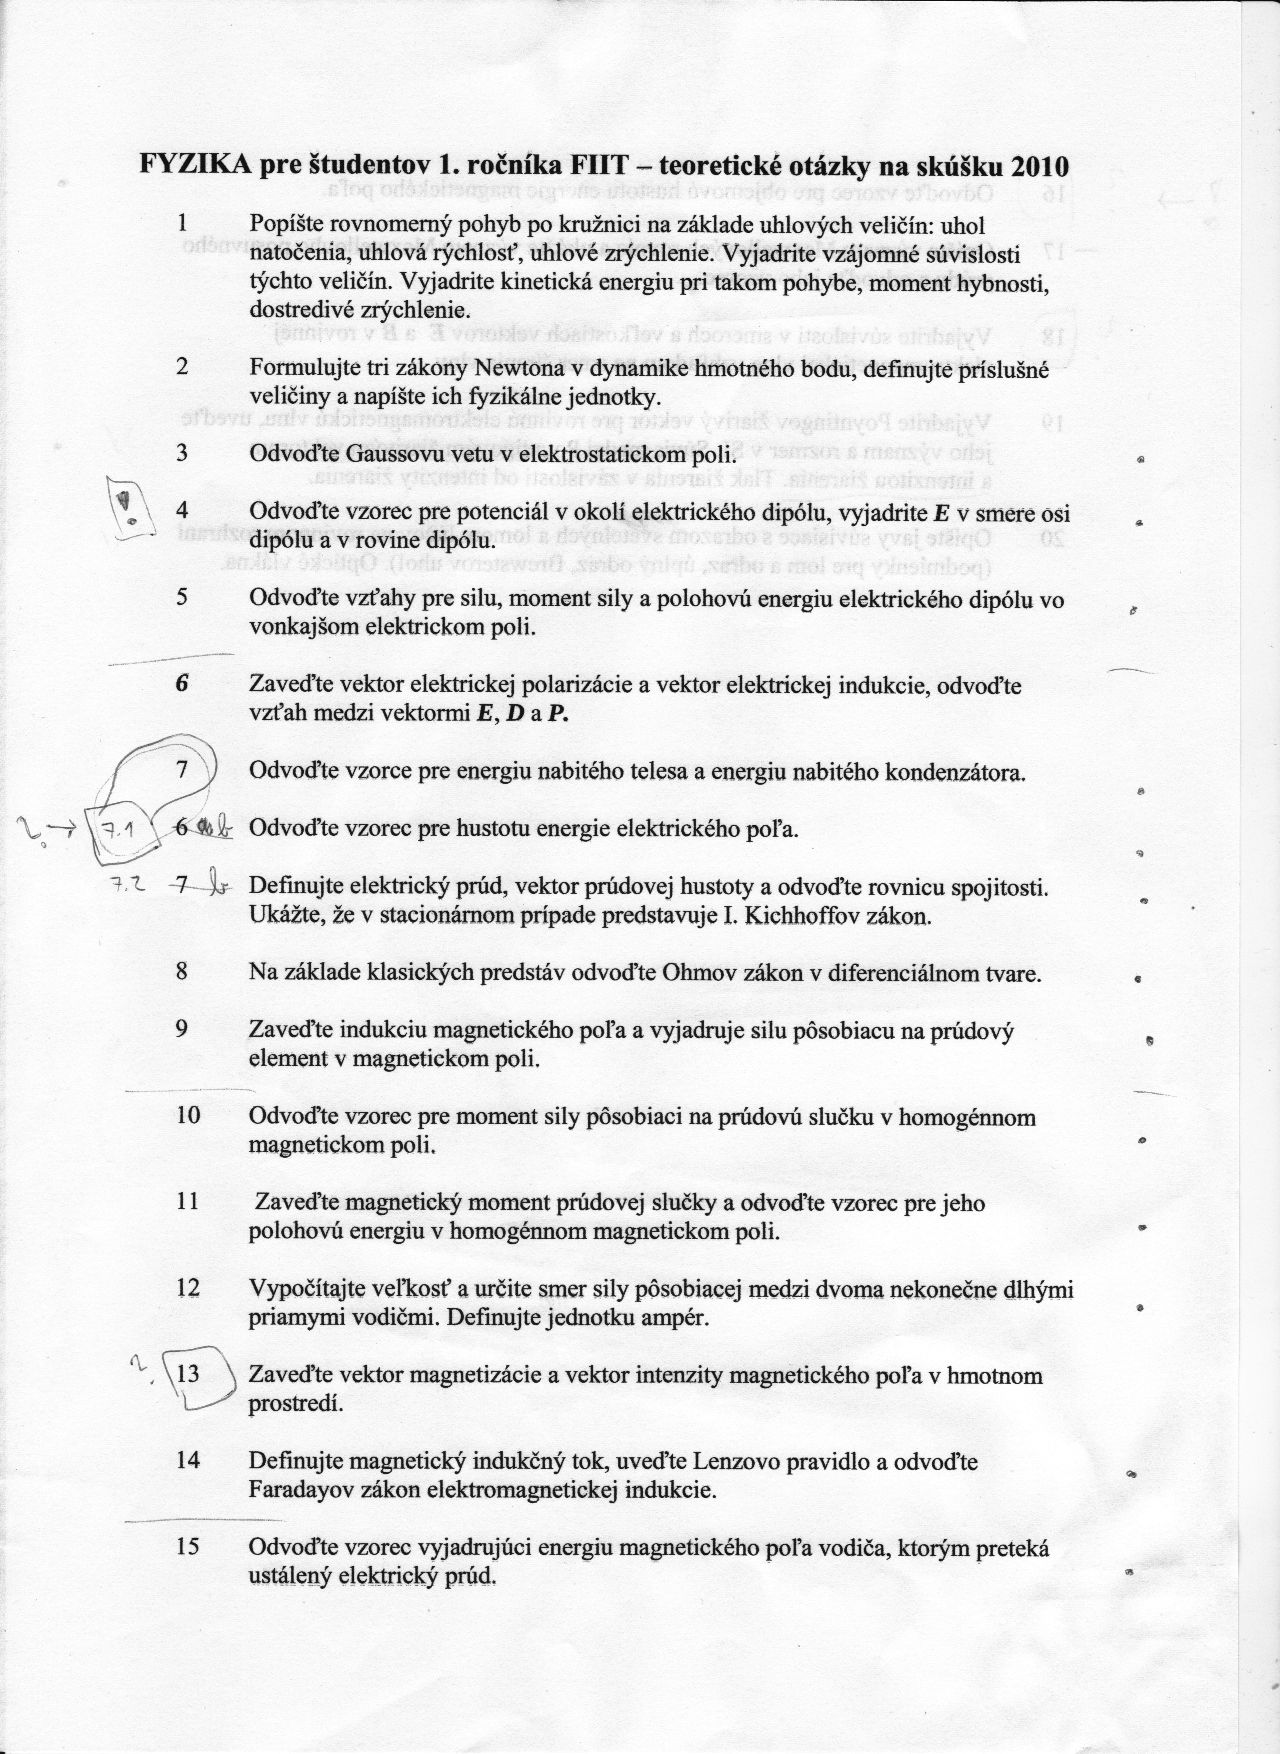 FYZIKA pre študentov 1. ročníka FIIT – teoretické otázky na skúšku 2010
1 Popíšte rovnomerný pohyb po kružnici na základe uhlových veličín: uhol
natočenia, uhlová rýchlosť, uhlové zrýchlenie. Vyjadrite vzájomné súvislosti
týchto veličín. Vyjadrite kinetická energiu pri takom pohybe, moment hybnosti,
dostredivé zrýchlenie.
2 Formulujte tri zákony Newtona v dynamike hmotného bodu, definujte príslušné
veličiny a napíšte ich fyzikálne jednotky.
3 Odvoďte Gaussovu vetu v elektrostatickom poli.
! 4 Odvoďte vzorec pre potenciál v okolí elektrického dipólu, vyjadrite E v smere osi
dipólu a v rovine dipólu.
5 Odvoďte vzťahy pre silu, moment sily a polohovú energiu elektrického dipólu vo
vonkajšom elektrickom poli.
6 Zaveďte vektor elektrickej polarizácie a vektor elektrickej indukcie, odvoďte
vzťah medzi vektormi E, D a P.
7 Odvoďte vzorce pre energiu nabitého telesa a energiu nabitého kondenzátora.
? → 7.1 6 b Odvoďte vzorec pre hustotu energie elektrického poľa.
7.2 7 b Definujte elektrický prúd, vektor prúdovej hustoty a odvoďte rovnicu spojitosti.
Ukážte, že v stacionárnom prípade predstavuje I. Kichhoffov zákon.
8 Na základe klasických predstáv odvoďte Ohmov zákon v diferenciálnom tvare.
9 Zaveďte indukciu magnetického poľa a vyjadruje silu pôsobiacu na prúdový
element v magnetickom poli.
10 Odvoďte vzorec pre moment sily pôsobiaci na prúdovú slučku v homogénnom
magnetickom poli.
11 Zaveďte magnetický moment prúdovej slučky a odvoďte vzorec pre jeho
polohovú energiu v homogénnom magnetickom poli.
12 Vypočítajte veľkosť a určite smer sily pôsobiacej medzi dvoma nekonečne dlhými
priamymi vodičmi. Definujte jednotku ampér.
? 13 Zaveďte vektor magnetizácie a vektor intenzity magnetického poľa v hmotnom
prostredí.
14 Definujte magnetický indukčný tok, uveďte Lenzovo pravidlo a odvoďte
Faradayov zákon elektromagnetickej indukcie.
15 Odvoďte vzorec vyjadrujúci energiu magnetického poľa vodiča, ktorým preteká
ustálený elektrický prúd.